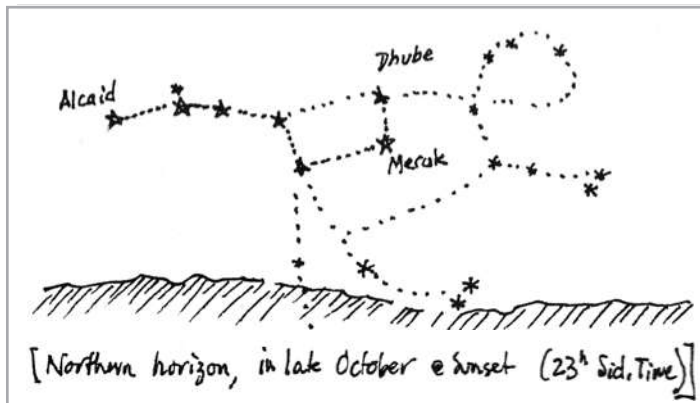 Dhube
Alcaid
Merak
[Northern horizon, in late October @ Sunset (23h Sid. Time)]